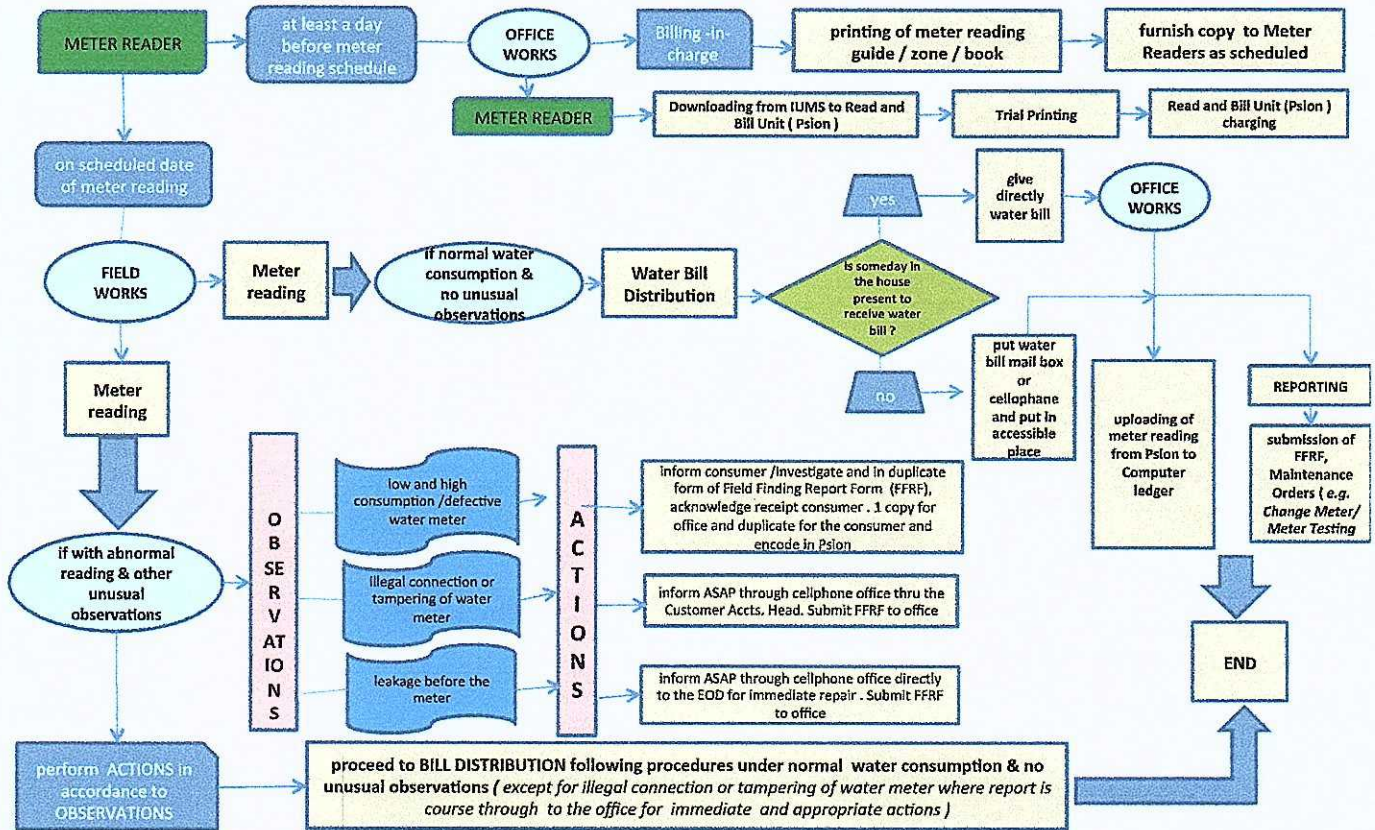 METER READER
at least a day
before meter
reading schedule
OFFICE
WORKS
Billing -in-
charge
printing of meter reading
guide / zone / book
furnish copy to Meter
Readers as scheduled
METER READER
Downloading from IUMS to Read and
Bill Unit ( Psion )
Trial Printing
Read and Bill Unit (Psion )
charging
on scheduled date
of meter reading
yes
give
directly
water bill
OFFICE
WORKS
FIELD
WORKS
Meter
reading
if normal water
consumption &
no unusual
observations
Water Bill
Distribution
is someday in
the house
present to
receive water
bill ?
no
put water
bill mail box
or
cellophane
and put in
accessible
place
uploading of
meter reading
from Psion to
Computer
ledger
REPORTING
submission of
FFRF,
Maintenance
Orders ( e.g.
Change Meter/
Meter Testing
Meter
reading
if with abnormal
reading & other
unusual
observations
O
B
SE
RV
ATI
IO
N
S
low and high
consumption /defective
water meter
illegal connection or
tampering of water
meter
leakage before the
meter
A
C
T
I
O
N
S
inform consumer /investigate and in duplicate
form of Field Finding Report Form (FFRF),
acknowledge receipt consumer . 1 copy for
office and duplicate for the consumer and
encode in Psion
inform ASAP through cellphone office thru the
Customer Accts. Head. Submit FFRF to office
inform ASAP through cellphone office directly
to the EOD for immediate repair . Submit FFRF
to office
END
perform ACTIONS in
accordance to
OBSERVATIONS
proceed to BILL DISTRIBUTION following procedures under normal water consumption & no
unusual observations ( except for illegal connection or tampering of water meter where report is
course through to the office for immediate and appropriate actions )